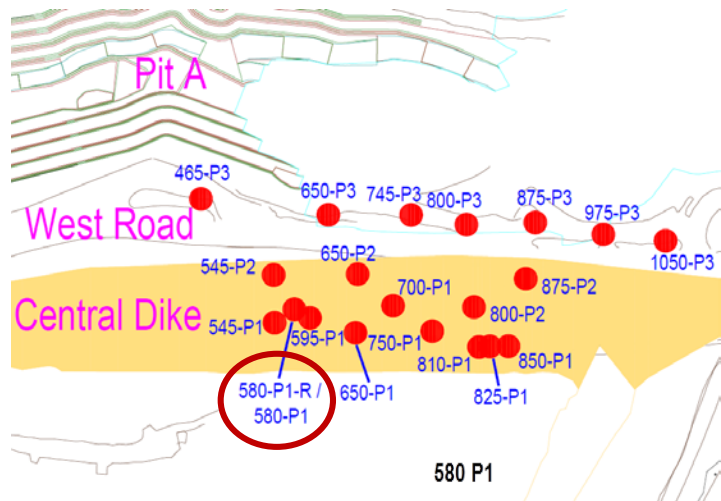 Pit A
465-P3
650-P3
745-P3
800-P3
875-P3
975-P3
West Road
1050-P3
545-P2
650-P2
700-P1
875-P2
Central Dike
800-P2
545-P1
595-P1
750-P1
810-P1
850-P1
580-P1-R /
580-P1
650-P1
825-P1
580 P1